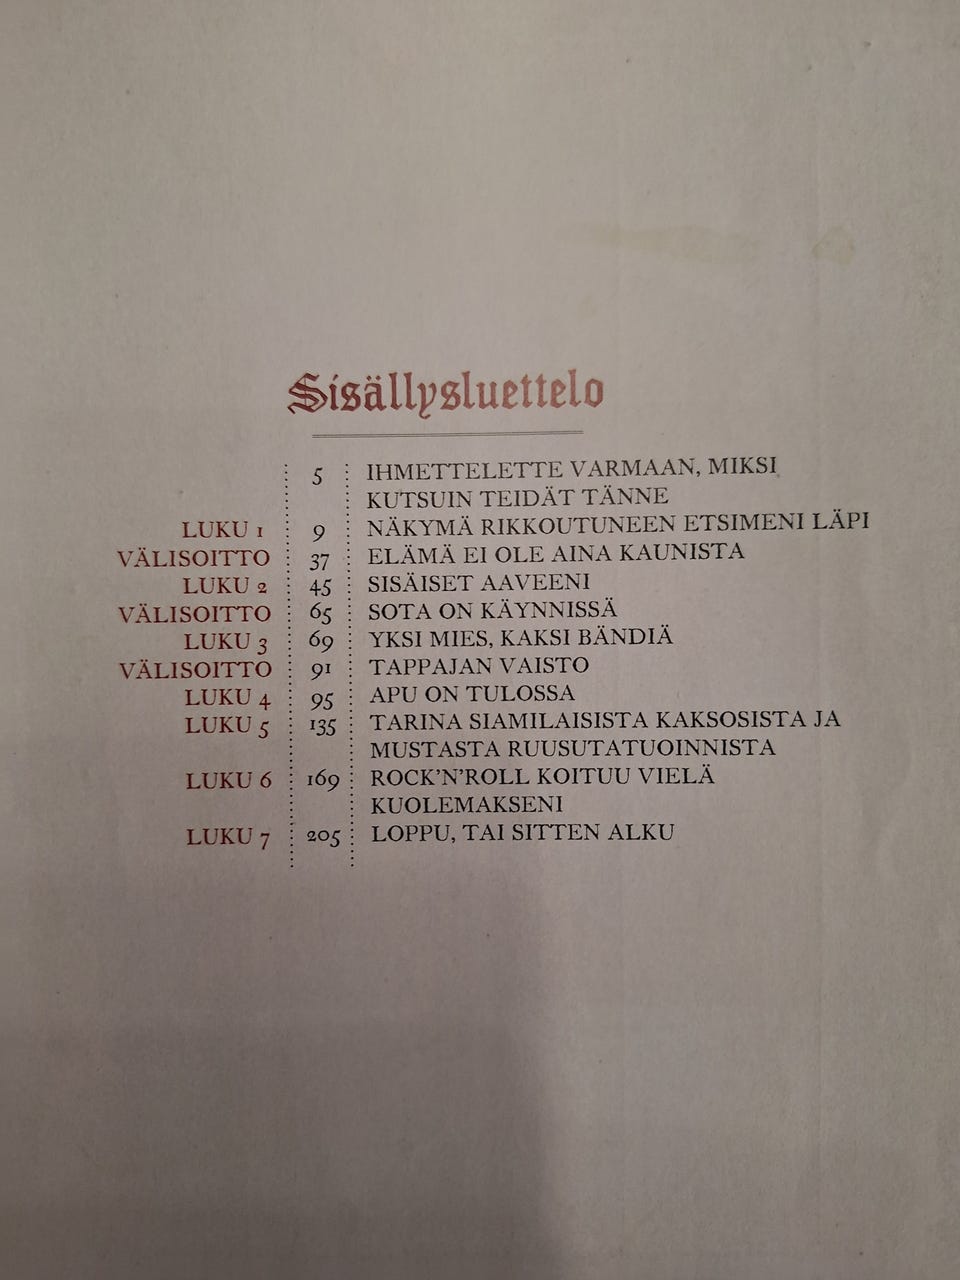 Sisällysluettelo
5 IHMETTELETTE VARMAAN, MIKSI
KUTSUIN TEIDÄT TÄNNE
LUKU 1 9 NÄKYMÄ RIKKOUTUNEEN ETSIMENI LÄPI
VÄLISOITTO 37 ELÄMÄ EI OLE AINA KAUNISTA
LUKU 2 45 SISÄISET AAVEENI
VÄLISOITTO 65 SOTA ON KÄYNNISSÄ
LUKU 3 69 YKSI MIES, KAKSI BÄNDIÄ
VÄLISOITTO 91 TAPPAJAN VAISTO
LUKU 4 95 APU ON TULOSSA
LUKU 5 135 TARINA SIAMILAISISTA KAKSOSISTA JA
MUSTASTA RUUSUTATUOINNISTA
LUKU 6 169 ROCK'N'ROLL KOITUU VIELÄ
KUOLEMAKSENI
LUKU 7 205 LOPPU, TAI SITTEN ALKU